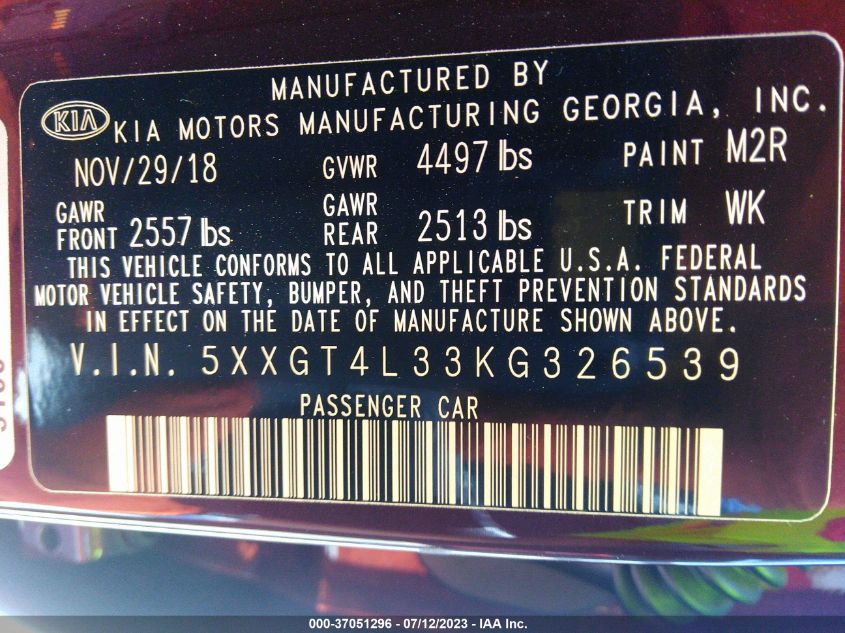 MANUFACTURED BY
KIA KIA MOTORS MANUFACTURING GEORGIA, INC.
NOV/29/18 GVWR 4497 lbs PAINT M2R
GAWR FRONT 2557 lbs GAWR REAR 2513 lbs TRIM WK
THIS VEHICLE CONFORMS TO ALL APPLICABLE U.S.A. FEDERAL
MOTOR VEHICLE SAFETY, BUMPER, AND THEFT PREVENTION STANDARDS
IN EFFECT ON THE DATE OF MANUFACTURE SHOWN ABOVE.
V.I.N. 5XXGT4L33KG326539
PASSENGER CAR
000-37051296 - 07/12/2023 - IAA Inc.